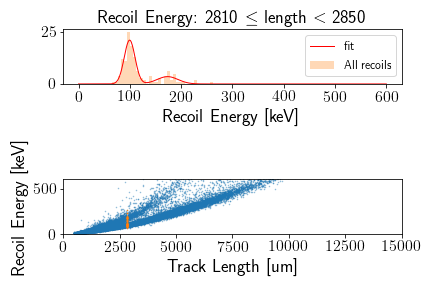 Recoil Energy: 2810 ≤ length < 2850
25
0
fit
All recoils
0 100 200 300 400 500 600
Recoil Energy [keV]
Recoil Energy [keV]
500
0
0 2500 5000 7500 10000 12500 15000
Track Length [um]